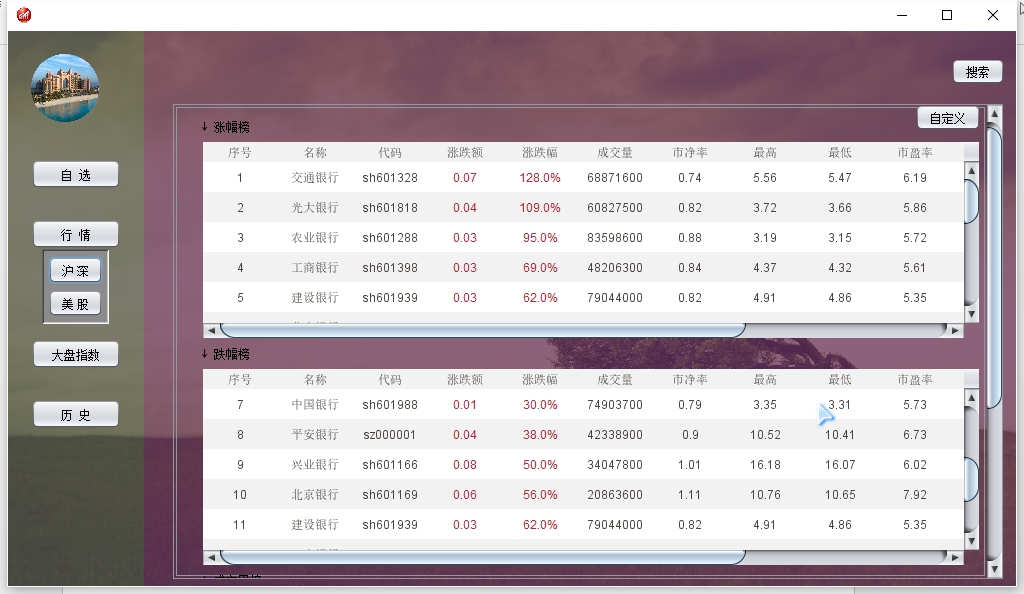 搜索
自定义
自 选
行 情
沪 深
美 股
大盘指数
历 史
↓ 涨幅榜
序号 名称 代码 涨跌额 涨跌幅 成交量 市净率 最高 最低 市盈率
1 交通银行 sh601328 0.07 128.0% 68871600 0.74 5.56 5.47 6.19
2 光大银行 sh601818 0.04 109.0% 60827500 0.82 3.72 3.66 5.86
3 农业银行 sh601288 0.03 95.0% 83598600 0.88 3.19 3.15 5.72
4 工商银行 sh601398 0.03 69.0% 48206300 0.84 4.37 4.32 5.61
5 建设银行 sh601939 0.03 62.0% 79044000 0.82 4.91 4.86 5.35
↓ 跌幅榜
序号 名称 代码 涨跌额 涨跌幅 成交量 市净率 最高 最低 市盈率
7 中国银行 sh601988 0.01 30.0% 74903700 0.79 3.35 3.31 5.73
8 平安银行 sz000001 0.04 38.0% 42338900 0.9 10.52 10.41 6.73
9 兴业银行 sh601166 0.08 50.0% 34047800 1.01 16.18 16.07 6.02
10 北京银行 sh601169 0.06 56.0% 20863600 1.11 10.76 10.65 7.92
11 建设银行 sh601939 0.03 62.0% 79044000 0.82 4.91 4.86 5.35